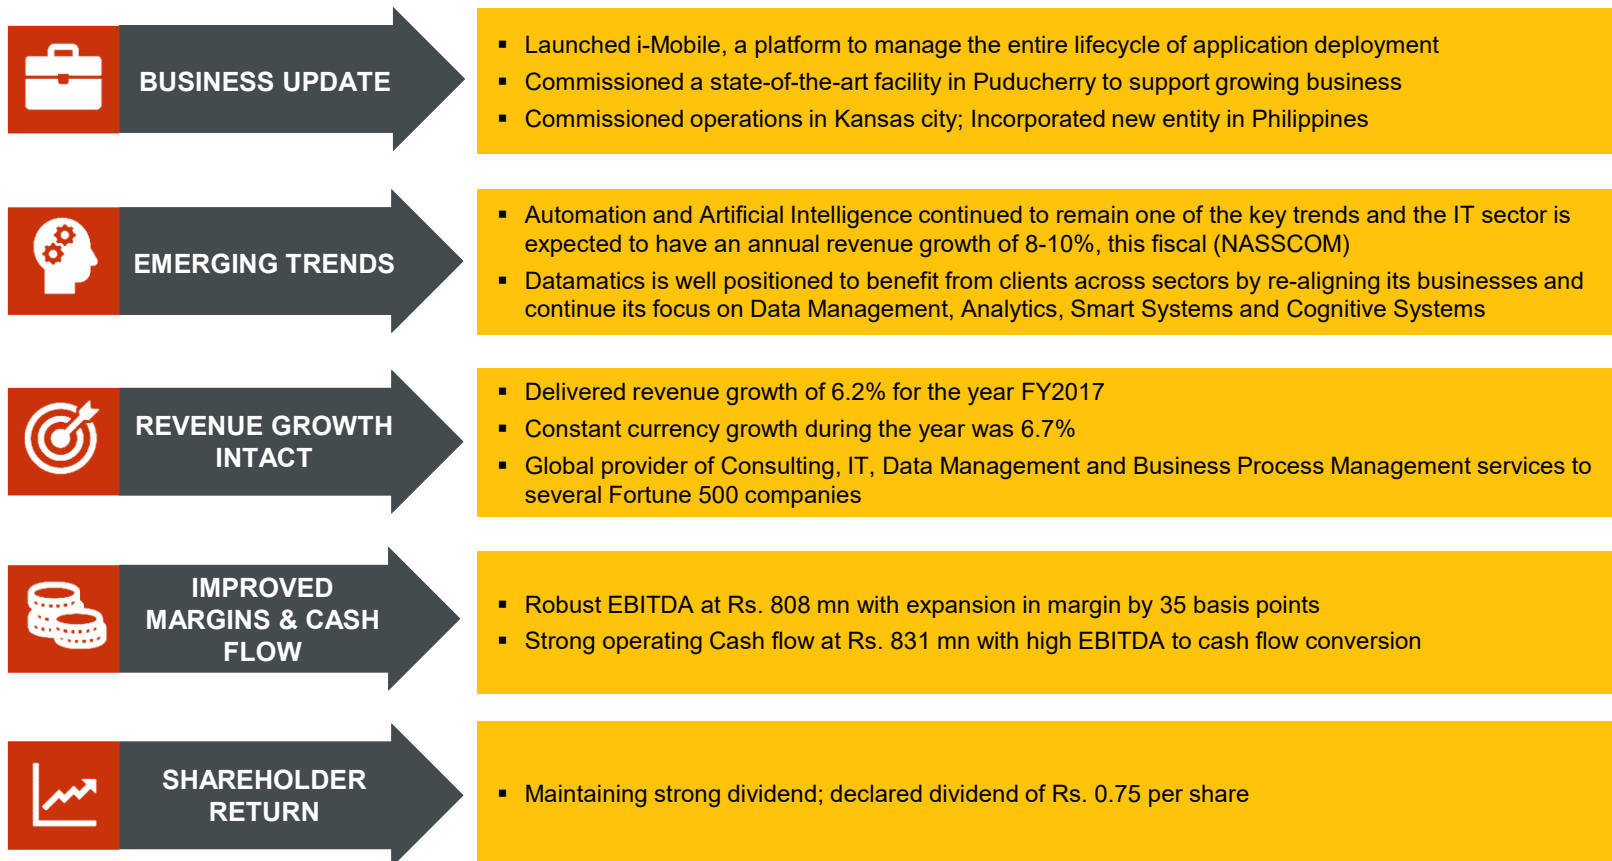 BUSINESS UPDATE
▪ Launched i-Mobile, a platform to manage the entire lifecycle of application deployment
▪ Commissioned a state-of-the-art facility in Puducherry to support growing business
▪ Commissioned operations in Kansas city; Incorporated new entity in Philippines
EMERGING TRENDS
▪ Automation and Artificial Intelligence continued to remain one of the key trends and the IT sector is
expected to have an annual revenue growth of 8-10%, this fiscal (NASSCOM)
▪ Datamatics is well positioned to benefit from clients across sectors by re-aligning its businesses and
continue its focus on Data Management, Analytics, Smart Systems and Cognitive Systems
REVENUE GROWTH
INTACT
▪ Delivered revenue growth of 6.2% for the year FY2017
▪ Constant currency growth during the year was 6.7%
▪ Global provider of Consulting, IT, Data Management and Business Process Management services to
several Fortune 500 companies
IMPROVED
MARGINS & CASH
FLOW
▪ Robust EBITDA at Rs. 808 mn with expansion in margin by 35 basis points
▪ Strong operating Cash flow at Rs. 831 mn with high EBITDA to cash flow conversion
SHAREHOLDER
RETURN
▪ Maintaining strong dividend; declared dividend of Rs. 0.75 per share